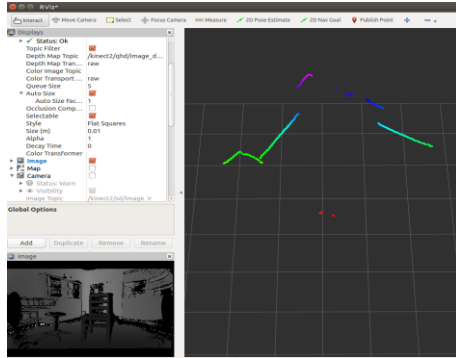 RViz*
Interact Move Camera Select Focus Camera Measure 2D Pose Estimate 2D Nav Goal Publish Point
Displays
Status: Ok
Topic Filter
Depth Map Topic /kinect2/qhd/image_d...
Depth Map Tran... raw
Color Image Topic
Color Transport ... raw
Queue Size 5
Auto Size
Auto Size Fac... 1
Occlusion Comp...
Selectable
Style Flat Squares
Size (m) 0.01
Alpha 1
Decay Time 0
Color Transformer
Image
Map
Camera
Status: Warn
Visibility
Image Topic /kinect2/sd/image_ir
Global Options
Add Duplicate Remove Rename
Image